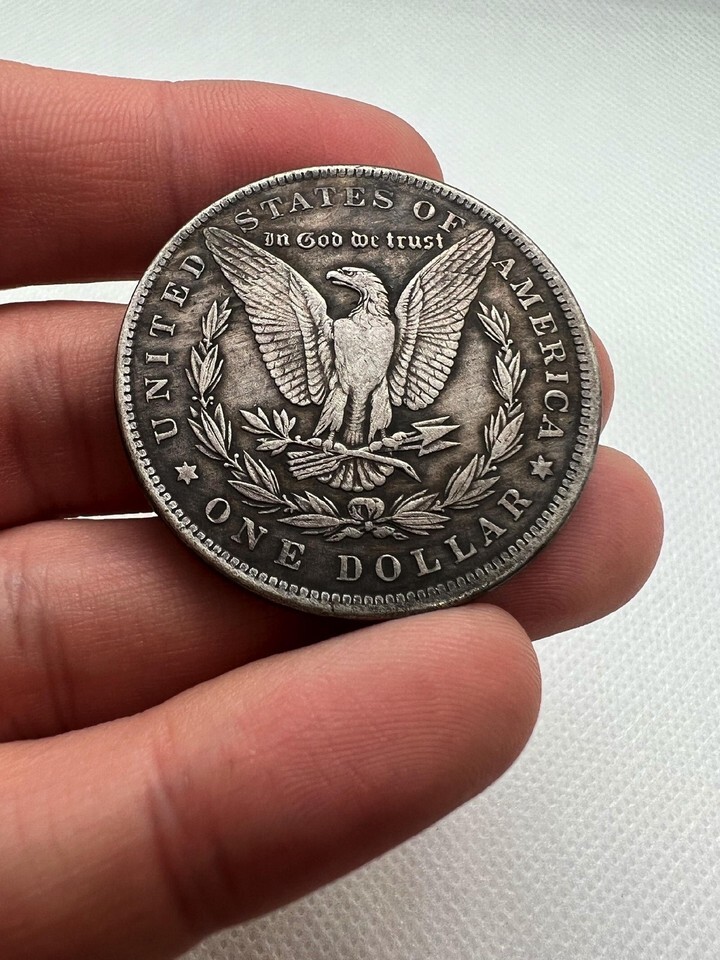 UNITED STATES OF AMERICA
In God we trust
ONE DOLLAR